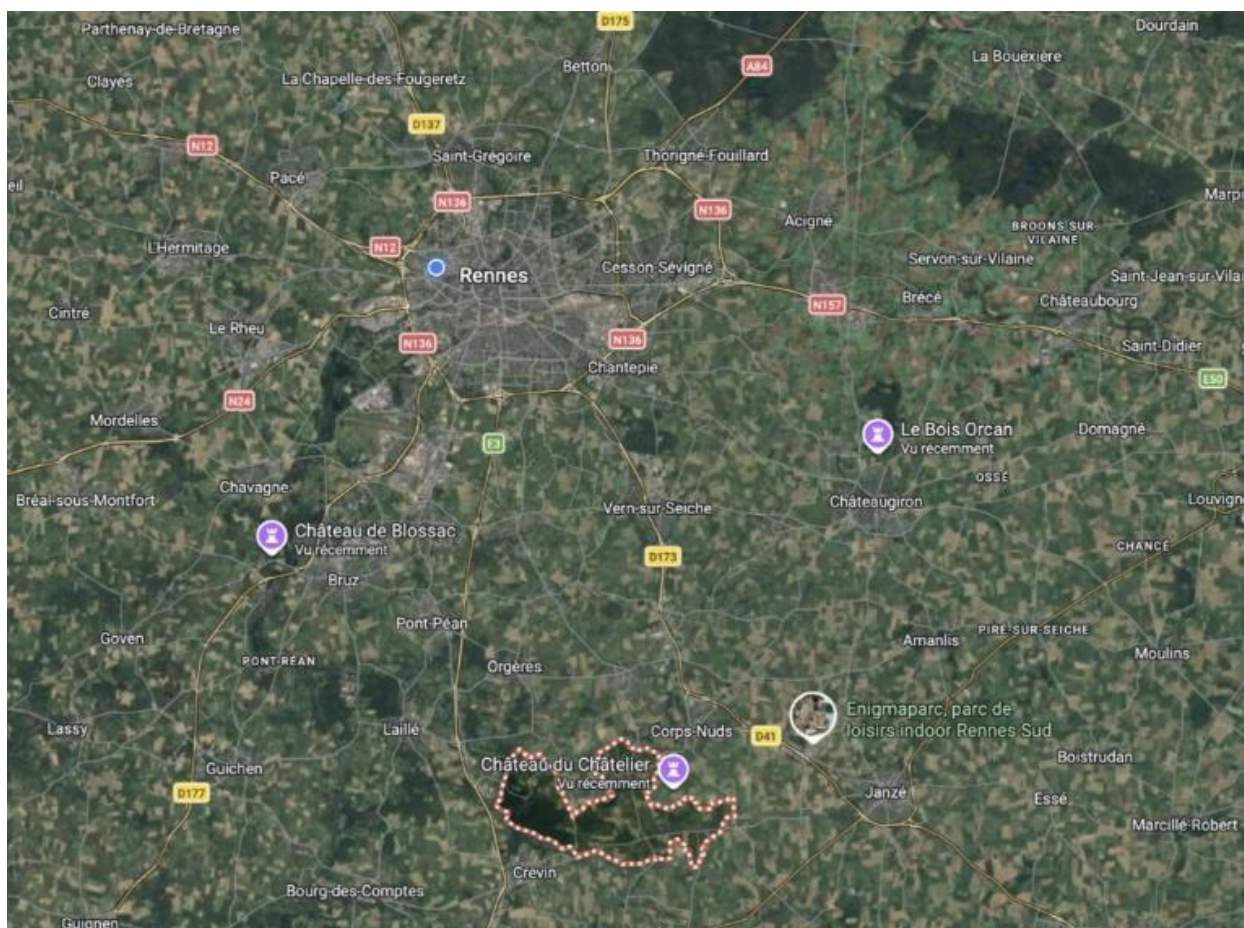 D175
Dourdain
Parthenay-de-Bretagne
La Bouëxière
Betton
A84
Clayes
La Chapelle-des-Fougeretz
D137
N12
Saint-Grégoire
Thorigné-Fouillard
Pacé
eil
Marpi
N136
N136
Acigné
BROONS SUR
VILAINE
L'Hermitage
N12
Rennes
Cesson-Sévigné
Servon-sur-Vilaine
Saint-Jean-sur-Vilai
Brécé
Châteaubourg
N157
Cintré
Le Rheu
N136
N136
Saint-Didier
Chantepie
E50
N24
Mordelles
E3
Le Bois Orcan
Vu récemment
Domagné
OSSÉ
Chavagne
Bréal-sous-Montfort
Vern-sur-Seiche
Châteaugiron
Louvign
Château de Blossac
Vu récemment
CHANCÉ
D173
Bruz
Pont-Péan
Goven
PIRÉ-SUR-SEICHE
Amanlis
Moulins
PONT-RÉAN
Orgères
Enigmaparc, parc de
loisirs indoor Rennes Sud
Lassy
Laillé
Corps-Nuds
D41
Boistrudan
Guichen
Château du Châtelier
Vu récemment
D177
Janzé
Essé
Marcillé-Robert
Crevin
Bourg-des-Comptes
Guignen